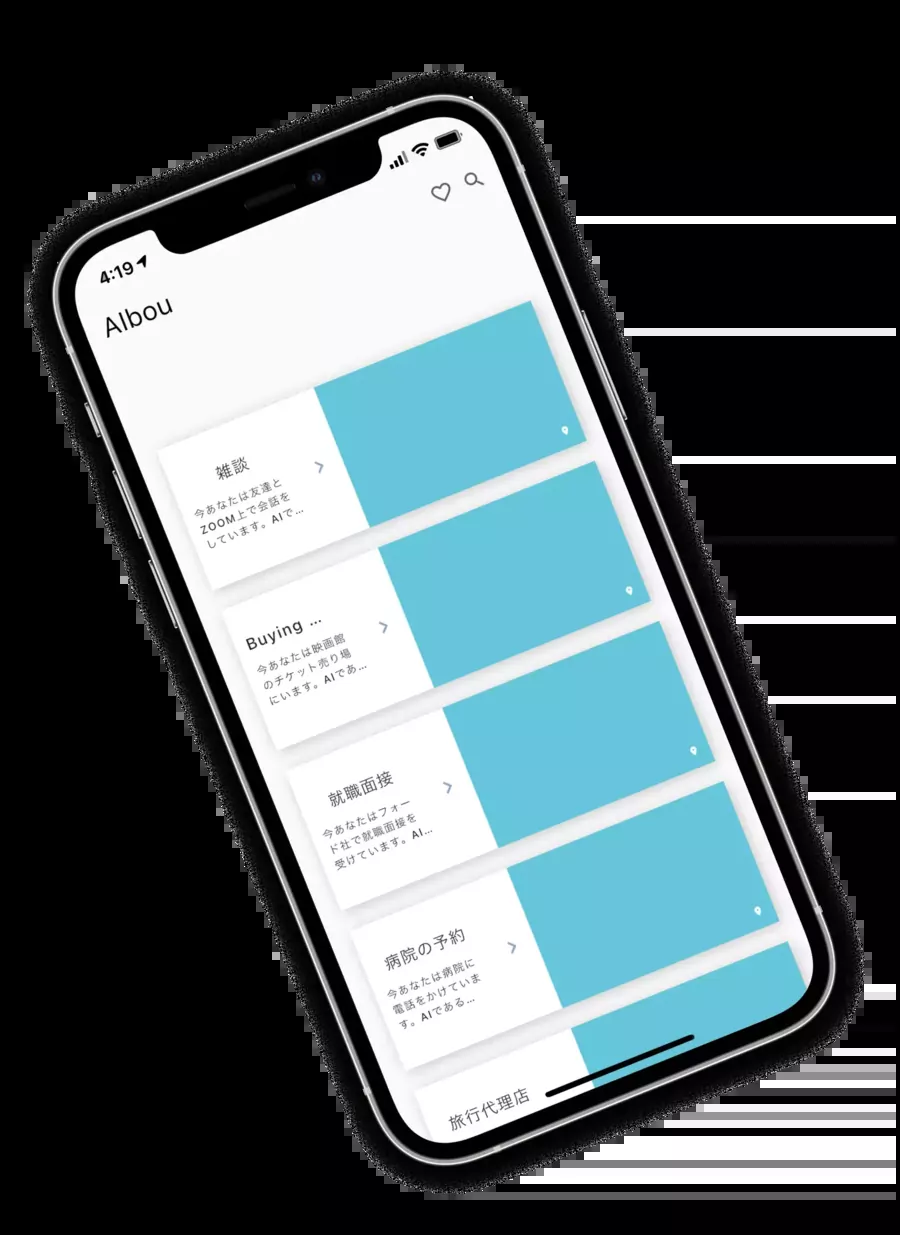 4:19
AIbou
雑談
今あなたは友達と
ZOOM上で会話を
しています。AIで...
Buying ...
今あなたは映画館
のチケット売り場
にいます。AIであ...
就職面接
今あなたはフォー
ド社で就職面接を
受けています。AI...
病院の予約
今あなたは病院に
電話をかけていま
す。AIである...
旅行代理店